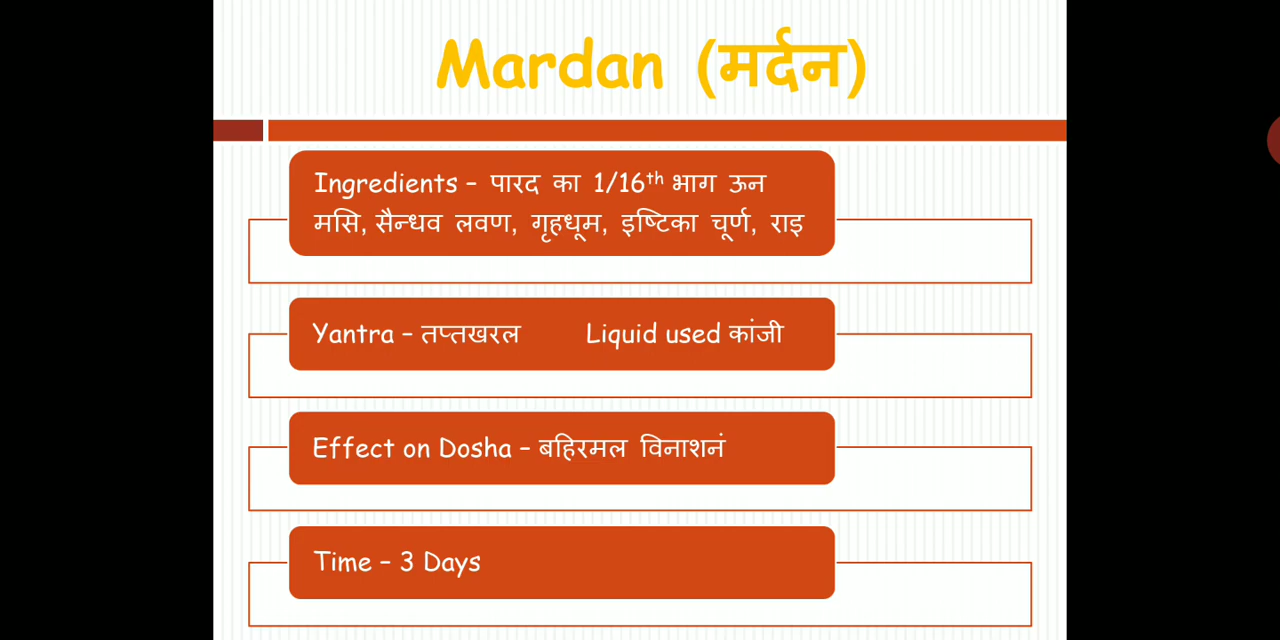 Mardan (मर्दन)
Ingredients – पारद का 1/16th भाग ऊन
मसि, सैन्धव लवण, गृहधूम, इष्टिका चूर्ण, राइ
Yantra – तप्तखरल Liquid used कांजी
Effect on Dosha – बहिरमल विनाशनं
Time – 3 Days